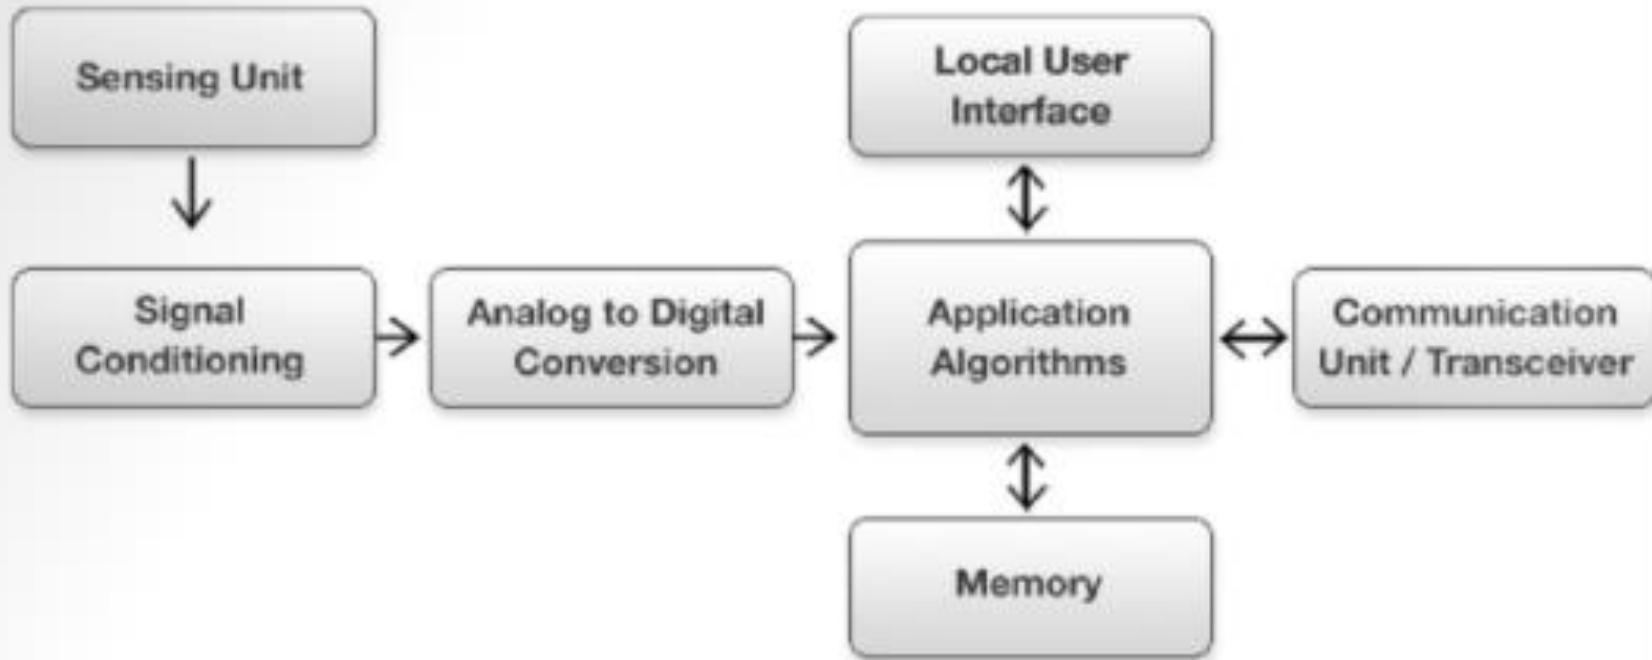 Sensing Unit
Local User
Interface
Signal
Conditioning
Analog to Digital
Conversion
Application
Algorithms
Communication
Unit / Transceiver
Memory